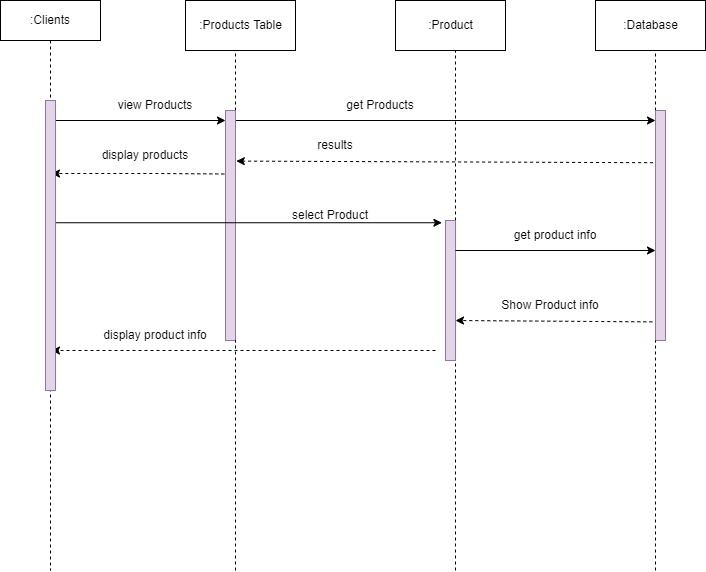 :Clients
:Products Table
:Product
:Database
view Products
get Products
results
display products
select Product
get product info
Show Product info
display product info